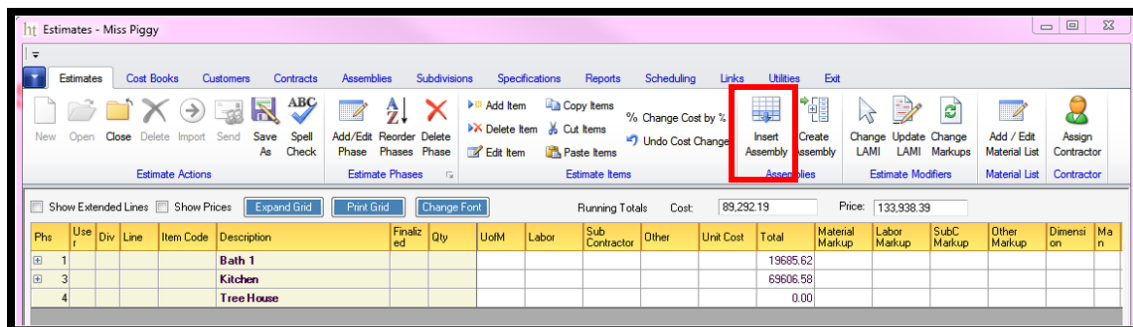 ht Estimates - Miss Piggy
Estimates Cost Books Customers Contracts Assemblies Subdivisions Specifications Reports Scheduling Links Utilities Exit
New Open Close Delete Import Send Save As Spell Check
Add/Edit Phase Reorder Phases Delete Phase
Add Item Copy Items
Delete Item Cut Items
Edit Item Paste Items
% Change Cost by %
Undo Cost Change
Insert Assembly Create Assembly
Change LAMI Update LAMI Change Markups
Add / Edit Material List Assign Contractor
Estimate Actions Estimate Phases Estimate Items Assemblies Estimate Modifiers Material List Contractor
Show Extended Lines Show Prices Expand Grid Print Grid Change Font Running Totals Cost: 89,292.19 Price: 133,938.39
Phs User Div Line Item Code Description Finalized Qty UofM Labor Sub Contractor Other Unit Cost Total Material Markup Labor Markup SubC Markup Other Markup Dimension Man
1 Bath 1 19685.62
3 Kitchen 69606.58
4 Tree House 0.00